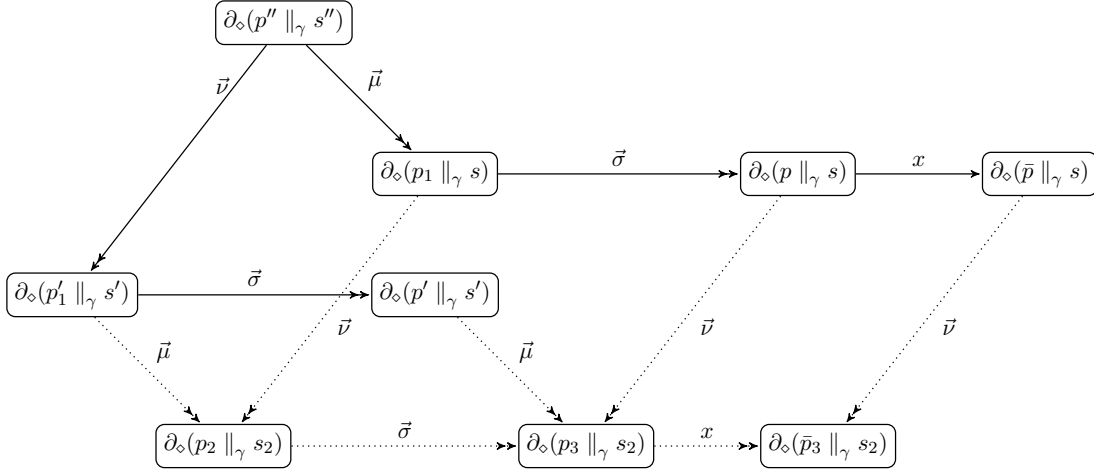 ∂⋄(p′′ ∥γ s′′)
ν⃗
μ⃗
∂⋄(p₁ ∥γ s)
σ⃗
∂⋄(p ∥γ s)
x
∂⋄(p̄ ∥γ s)
∂⋄(p′₁ ∥γ s′)
σ⃗
∂⋄(p′ ∥γ s′)
μ⃗
ν⃗
μ⃗
ν⃗
ν⃗
∂⋄(p₂ ∥γ s₂)
σ⃗
∂⋄(p₃ ∥γ s₂)
x
∂⋄(p̄₃ ∥γ s₂)